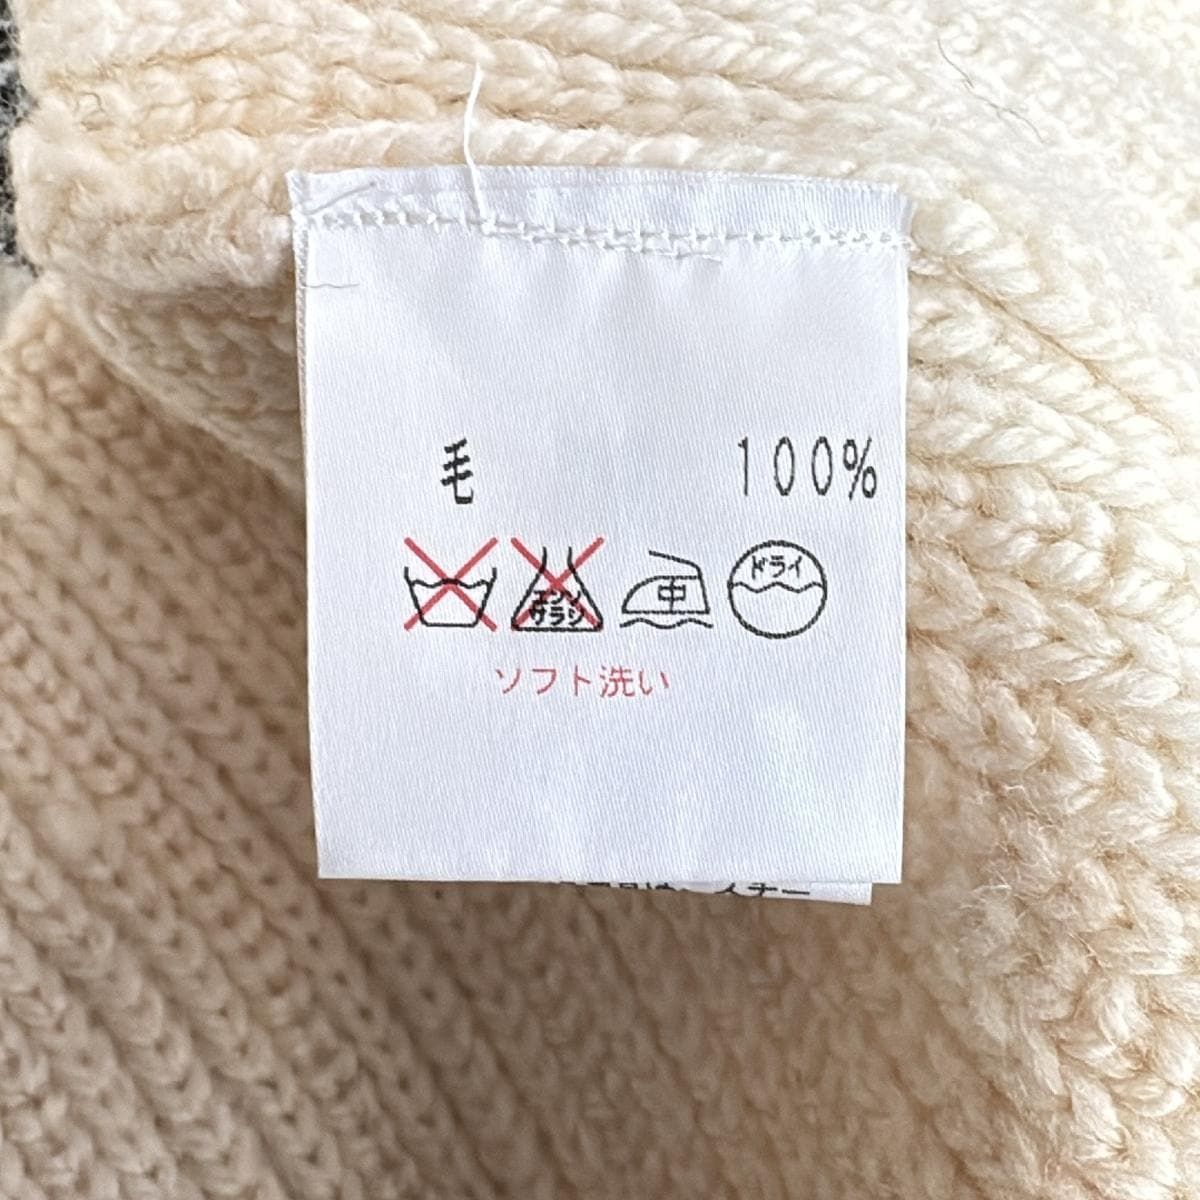 毛 100%
エンソ
サラシ
中
ドライ
ソフト洗い